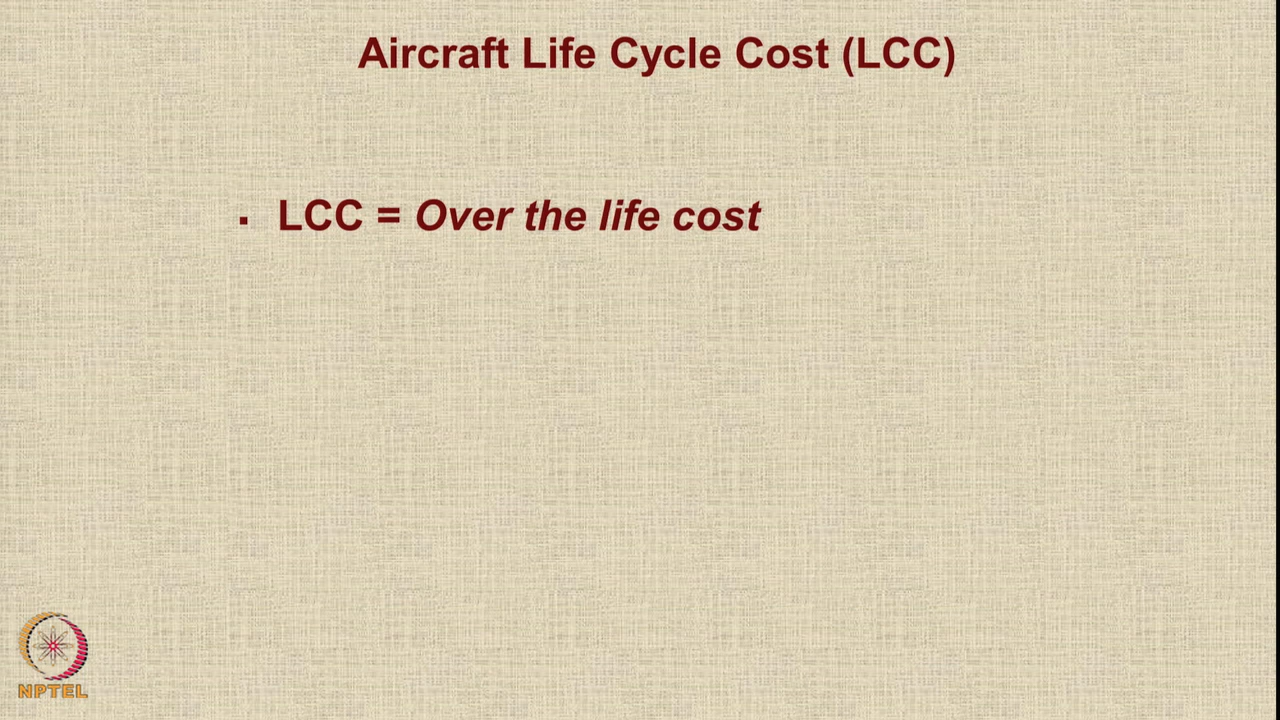 Aircraft Life Cycle Cost (LCC)
▪ LCC = Over the life cost
NPTEL